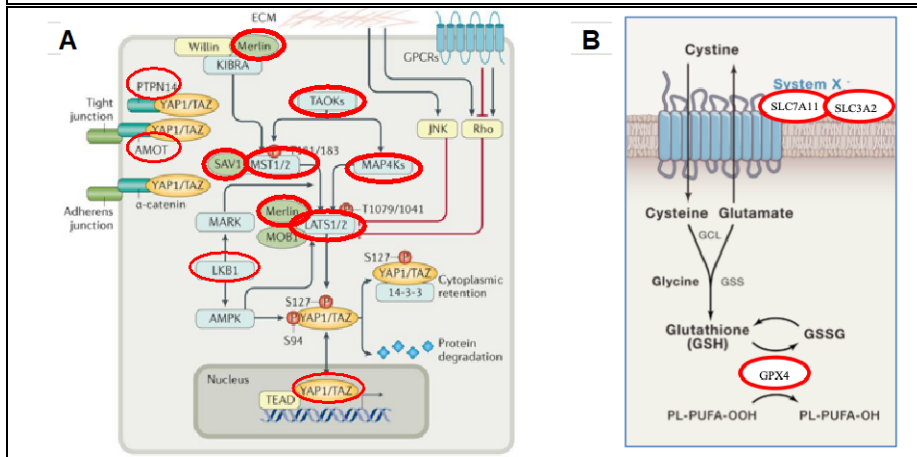 A
ECM
Willin
Merlin
KIBRA
GPCRs
PTPN14
YAP1/TAZ
Tight
junction
YAP1/TAZ
AMOT
TAOKs
JNK
Rho
P
T181/183
SAV1
MST1/2
MAP4Ks
YAP1/TAZ
Adherens
junction
α-catenin
MARK
Merlin
P
T1079/1041
LATS1/2
MOB1
LKB1
S127
P
YAP1/TAZ
14-3-3
Cytoplasmic
retention
AMPK
S127
P
P
YAP1/TAZ
S94
Protein
degradation
Nucleus
YAP1/TAZ
TEAD
B
Cystine
System X -
SLC7A11
SLC3A2
Cysteine
Glutamate
GCL
Glycine
GSS
Glutathione
(GSH)
GSSG
GPX4
PL-PUFA-OOH
PL-PUFA-OH